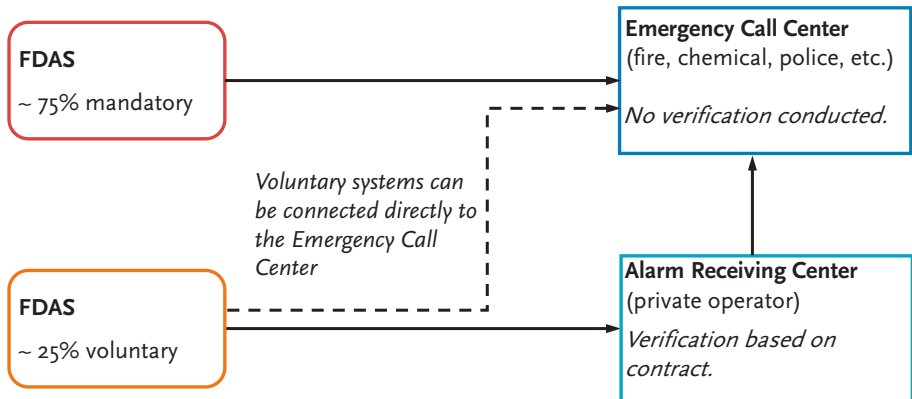 FDAS
~ 75% mandatory
Emergency Call Center
(fire, chemical, police, etc.)
No verification conducted.
Voluntary systems can
be connected directly to
the Emergency Call
Center
FDAS
~ 25% voluntary
Alarm Receiving Center
(private operator)
Verification based on
contract.